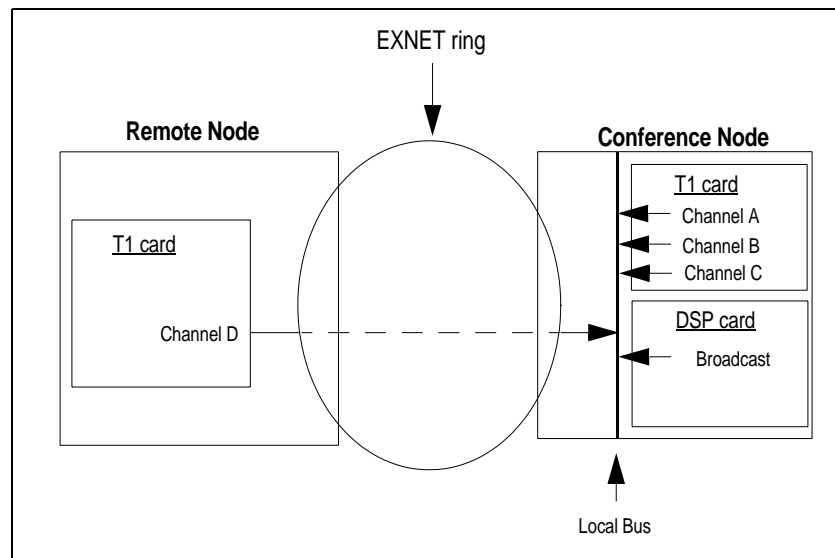 EXNET ring
Remote Node
Conference Node
T1 card
Channel D
T1 card
Channel A
Channel B
Channel C
DSP card
Broadcast
Local Bus